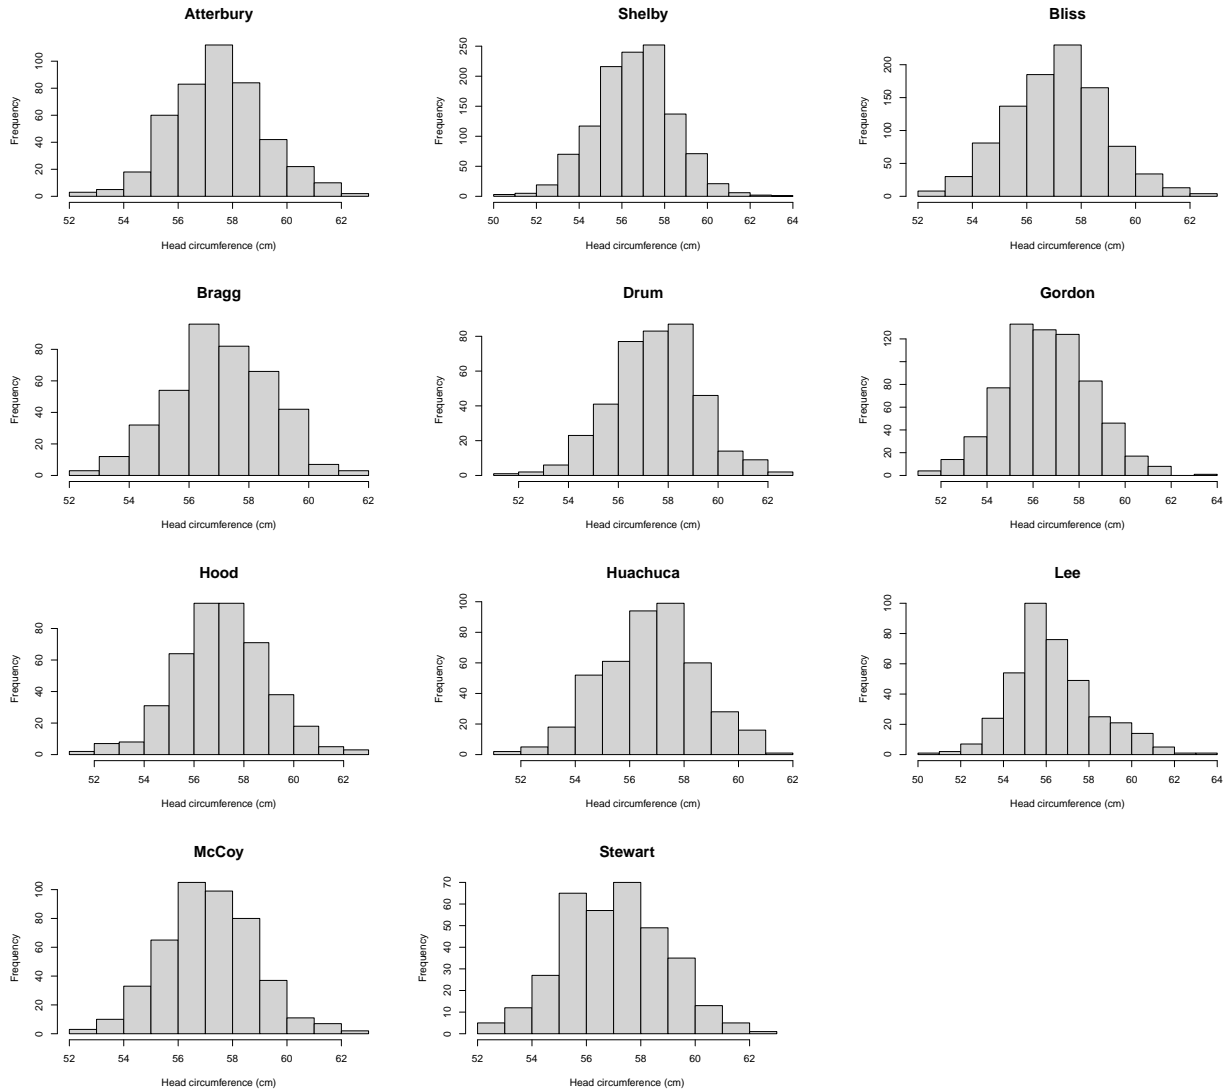 Atterbury
Frequency
0 20 40 60 80 100
52 54 56 58 60 62
Head circumference (cm)
Shelby
Frequency
0 50 100 150 200 250
50 52 54 56 58 60 62 64
Head circumference (cm)
Bliss
Frequency
0 50 100 150 200
52 54 56 58 60 62
Head circumference (cm)
Bragg
Frequency
0 20 40 60 80
52 54 56 58 60 62
Head circumference (cm)
Drum
Frequency
0 20 40 60 80
52 54 56 58 60 62
Head circumference (cm)
Gordon
Frequency
0 20 40 60 80 120
52 54 56 58 60 62 64
Head circumference (cm)
Hood
Frequency
0 20 40 60 80
52 54 56 58 60 62
Head circumference (cm)
Huachuca
Frequency
0 20 40 60 80 100
52 54 56 58 60 62
Head circumference (cm)
Lee
Frequency
0 20 40 60 80 100
50 52 54 56 58 60 62 64
Head circumference (cm)
McCoy
Frequency
0 20 40 60 80 100
52 54 56 58 60 62
Head circumference (cm)
Stewart
Frequency
0 10 20 30 40 50 60 70
52 54 56 58 60 62
Head circumference (cm)